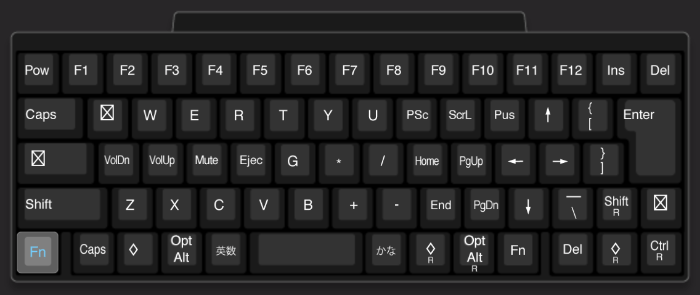 Pow F1 F2 F3 F4 F5 F6 F7 F8 F9 F10 F11 F12 Ins Del
Caps W E R T Y U PSc ScrL Pus ↑ { [ Enter
VolDn VolUp Mute Ejec G * / Home PgUp ← → } ]
Shift Z X C V B + - End PgDn ↓ _ \ Shift R
Fn Caps ◊ Opt Alt 英数 かな ◊ R Opt Alt R Fn Del ◊ R Ctrl R